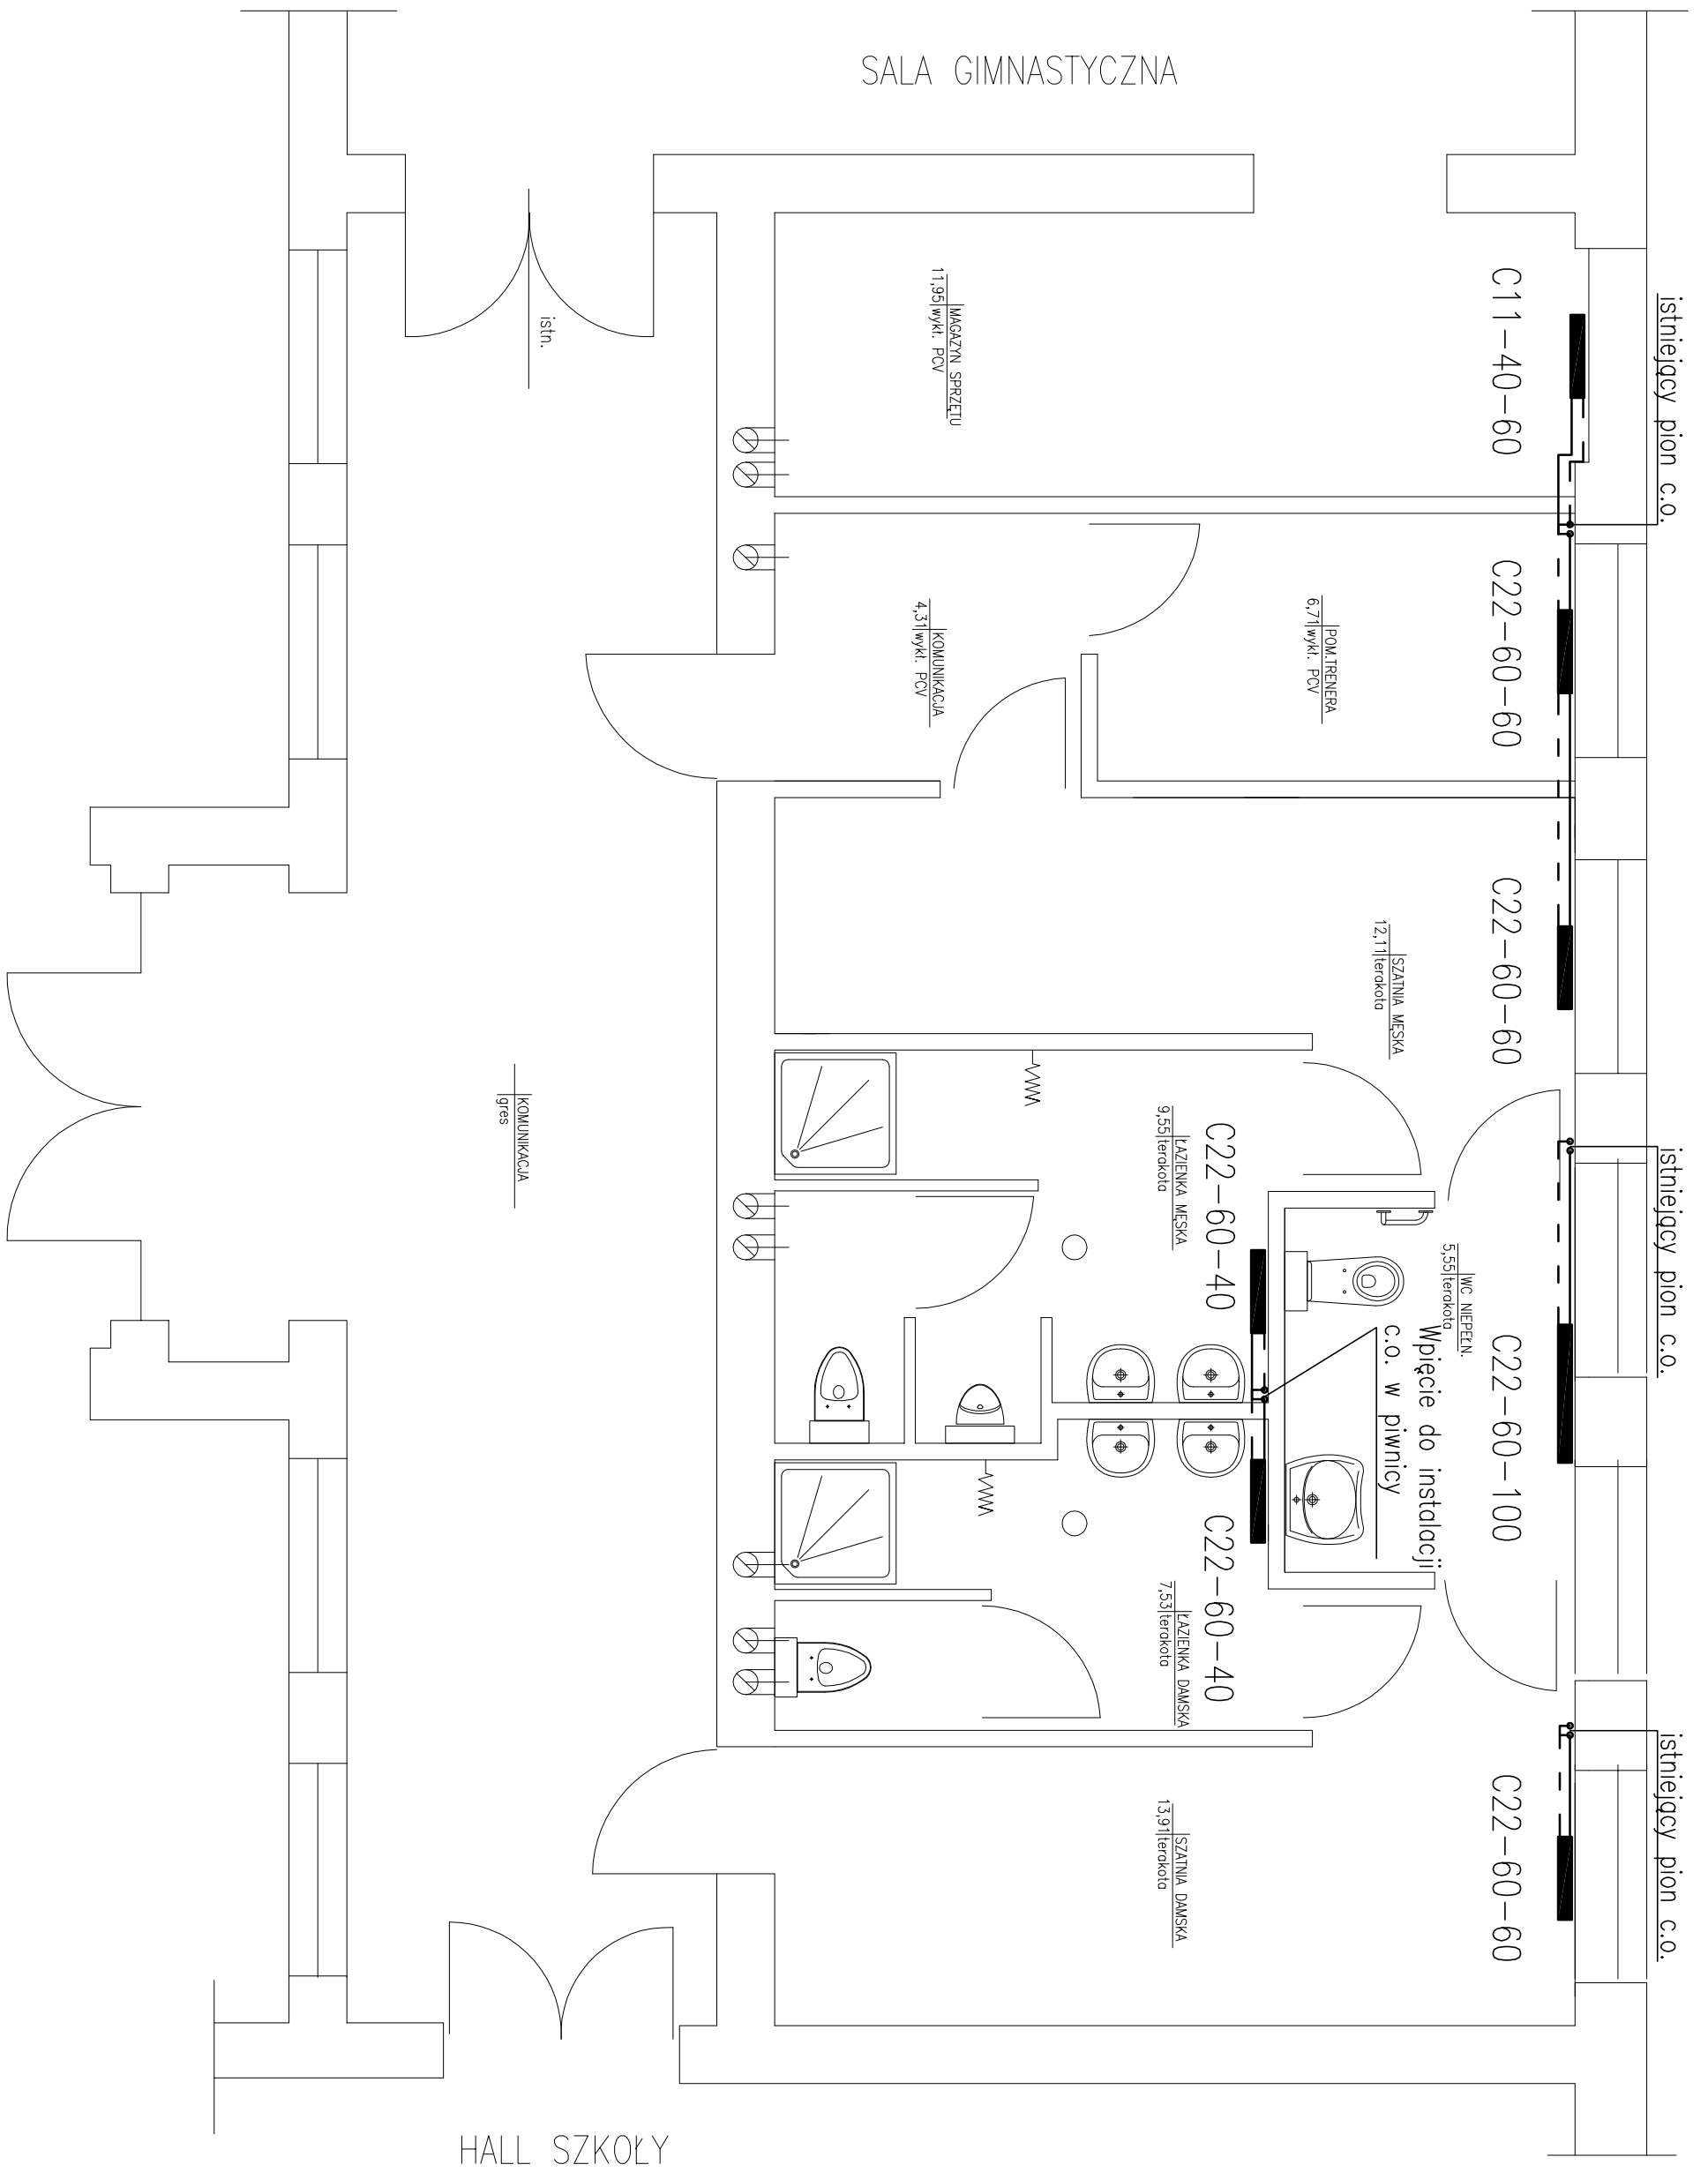 SALA GIMNASTYCZNA
istniejący pion c.o.
C11-40-60
MAGAZYN SPRZĘTU
11,95 wykł. PCV
istn.
C22-60-60
POM.TRENERA
6,71 wykł. PCV
KOMUNIKACJA
4,31 wykł. PCV
C22-60-60
SZATNIA MĘSKA
12,11 terakota
istniejący pion c.o.
C22-60-100
WC NIEPEŁN.
5,55 terakota
Wpięcie do instalacji
c.o. w piwnicy
C22-60-40
ŁAZIENKA MĘSKA
9,55 terakota
KOMUNIKACJA
gres
C22-60-40
ŁAZIENKA DAMSKA
7,53 terakota
istniejący pion c.o.
C22-60-60
SZATNIA DAMSKA
13,91 terakota
HALL SZKOŁY